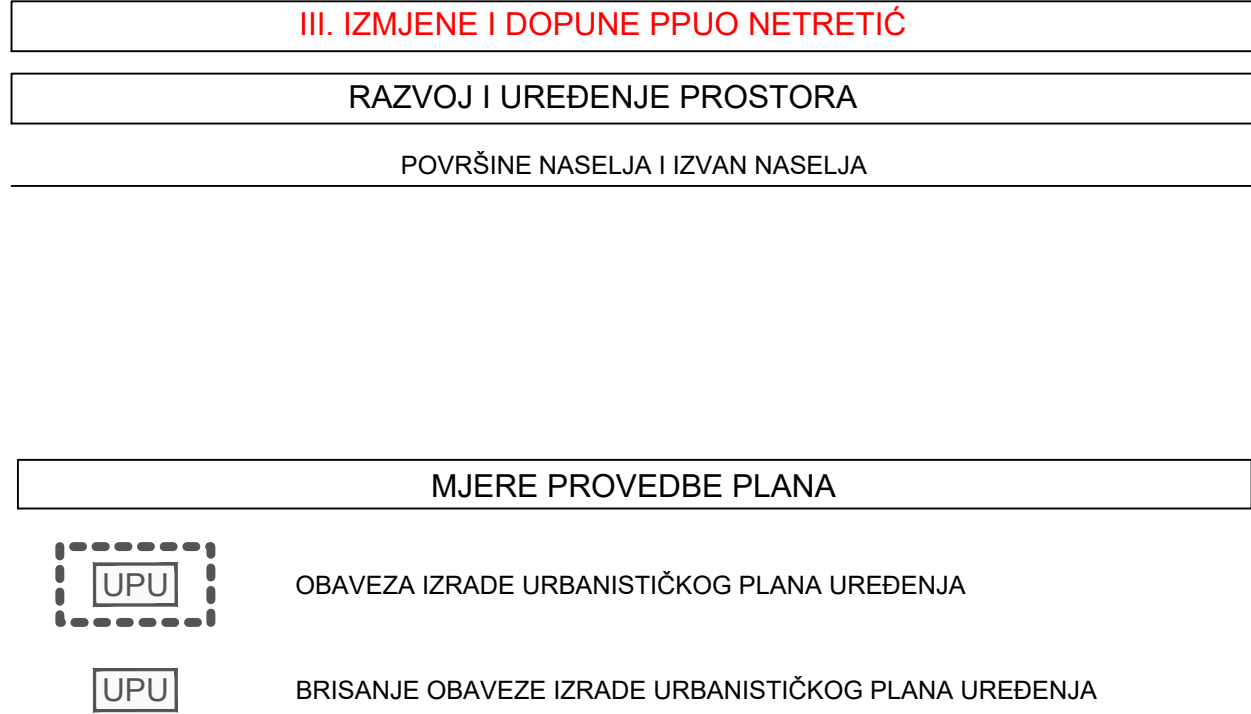 III. IZMJENE I DOPUNE PPUO NETRETIĆ
RAZVOJ I UREĐENJE PROSTORA
POVRŠINE NASELJA I IZVAN NASELJA
MJERE PROVEDBE PLANA
UPU OBAVEZA IZRADE URBANISTIČKOG PLANA UREĐENJA
UPU BRISANJE OBAVEZE IZRADE URBANISTIČKOG PLANA UREĐENJA